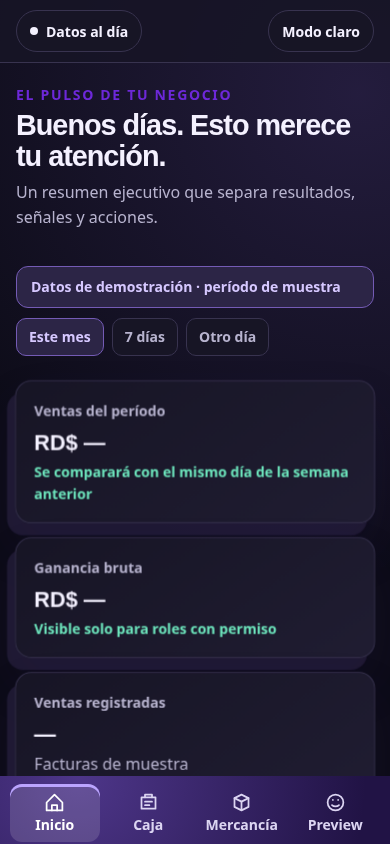 Datos al día
Modo claro
EL PULSO DE TU NEGOCIO
Buenos días. Esto merece
tu atención.
Un resumen ejecutivo que separa resultados,
señales y acciones.
Datos de demostración · período de muestra
Este mes
7 días
Otro día
Ventas del período
RD$ —
Se comparará con el mismo día de la semana
anterior
Ganancia bruta
RD$ —
Visible solo para roles con permiso
Ventas registradas
—
Facturas de muestra
Inicio
Caja
Mercancía
Preview